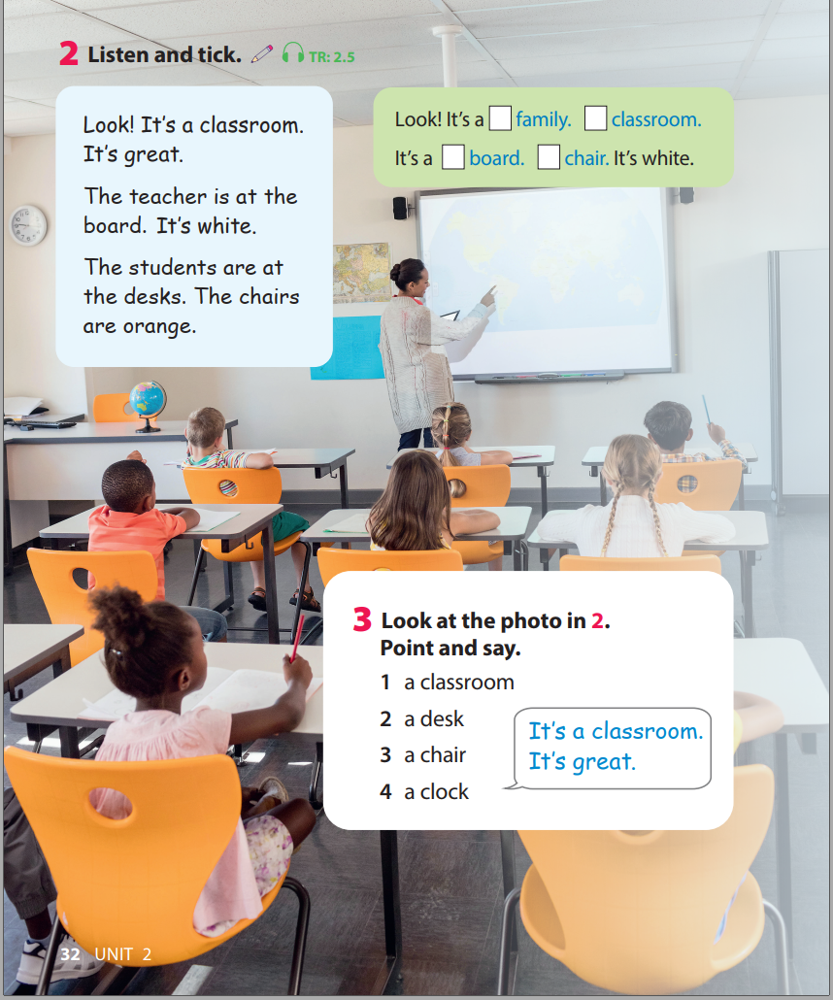 2 Listen and tick. TR: 2.5
Look! It's a classroom.
It's great.
The teacher is at the
board. It's white.
The students are at
the desks. The chairs
are orange.
Look! It's a family. classroom.
It's a board. chair. It's white.
3 Look at the photo in 2.
Point and say.
1 a classroom
2 a desk
3 a chair
4 a clock
It's a classroom.
It's great.
32 UNIT 2